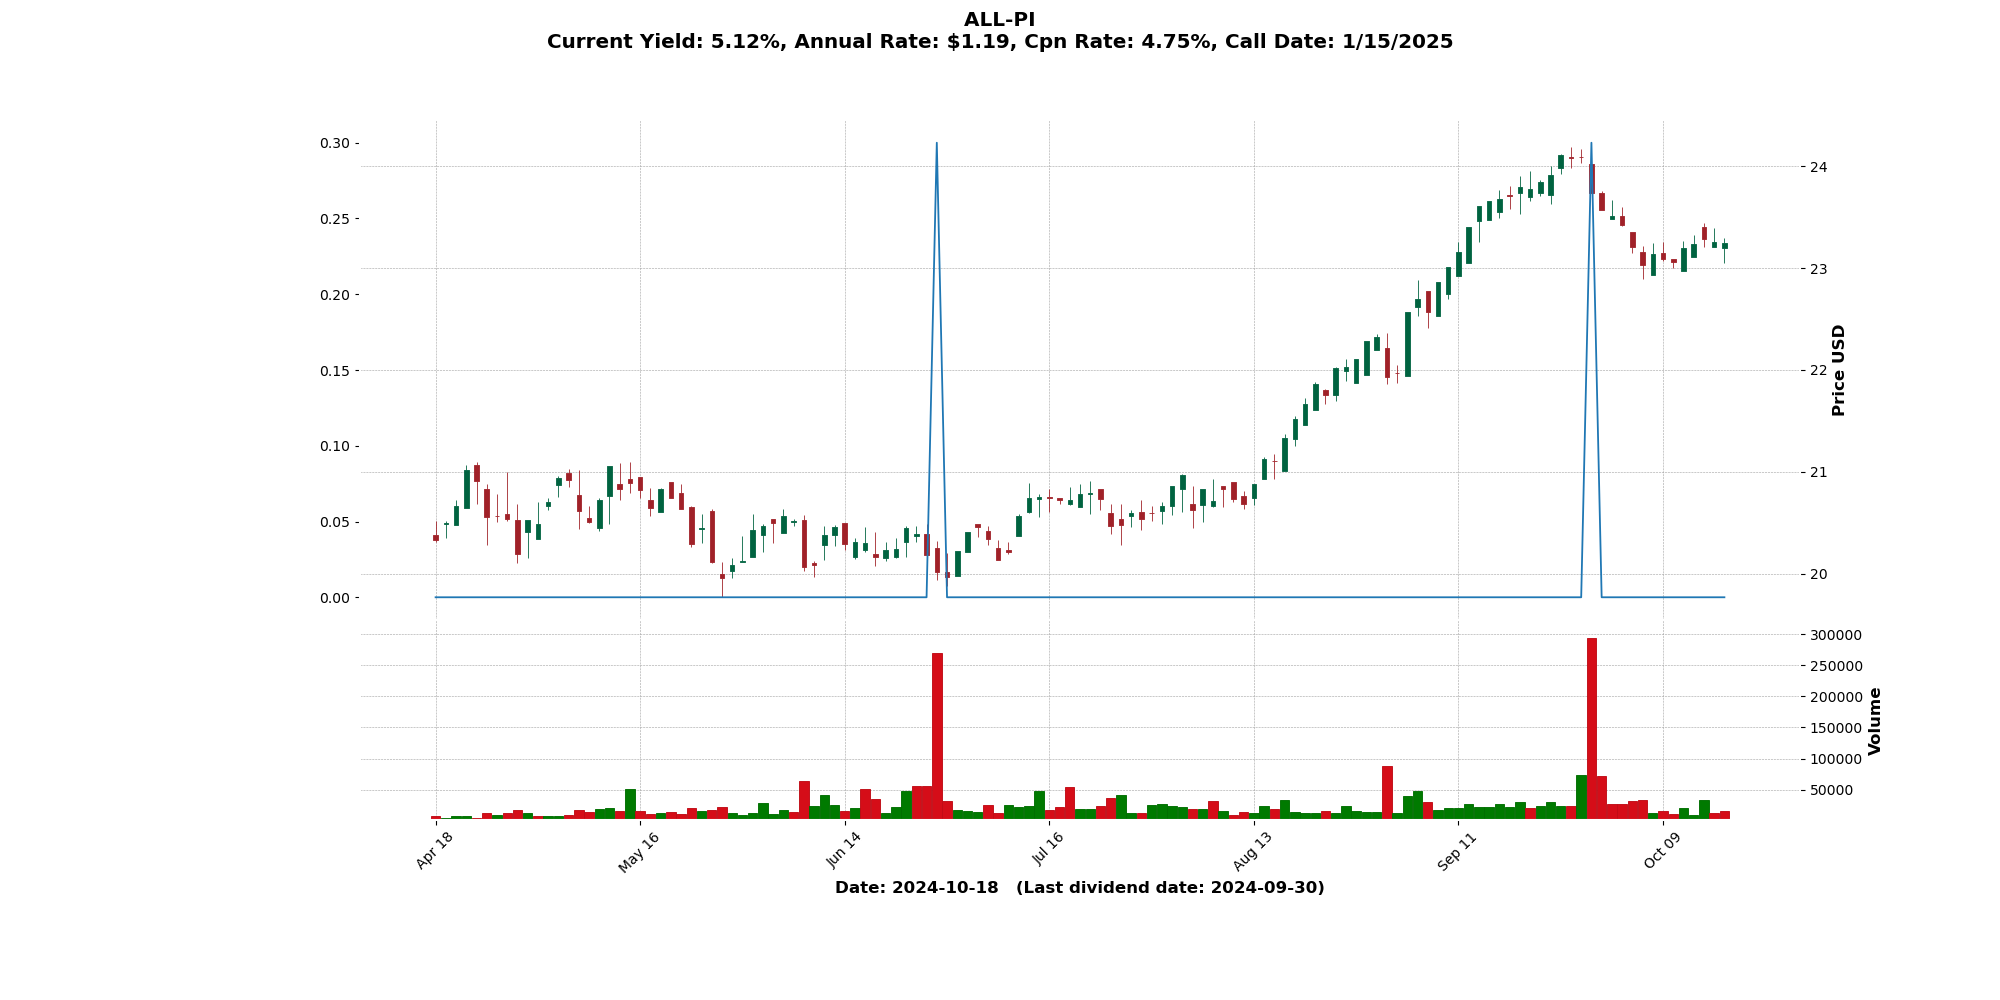 ALL-PI
Current Yield: 5.12%, Annual Rate: $1.19, Cpn Rate: 4.75%, Call Date: 1/15/2025
0.30
0.25
0.20
0.15
0.10
0.05
0.00
24
23
22
21
20
Price USD
300000
250000
200000
150000
100000
50000
Volume
Apr 18
May 16
Jun 14
Jul 16
Aug 13
Sep 11
Oct 09
Date: 2024-10-18 (Last dividend date: 2024-09-30)